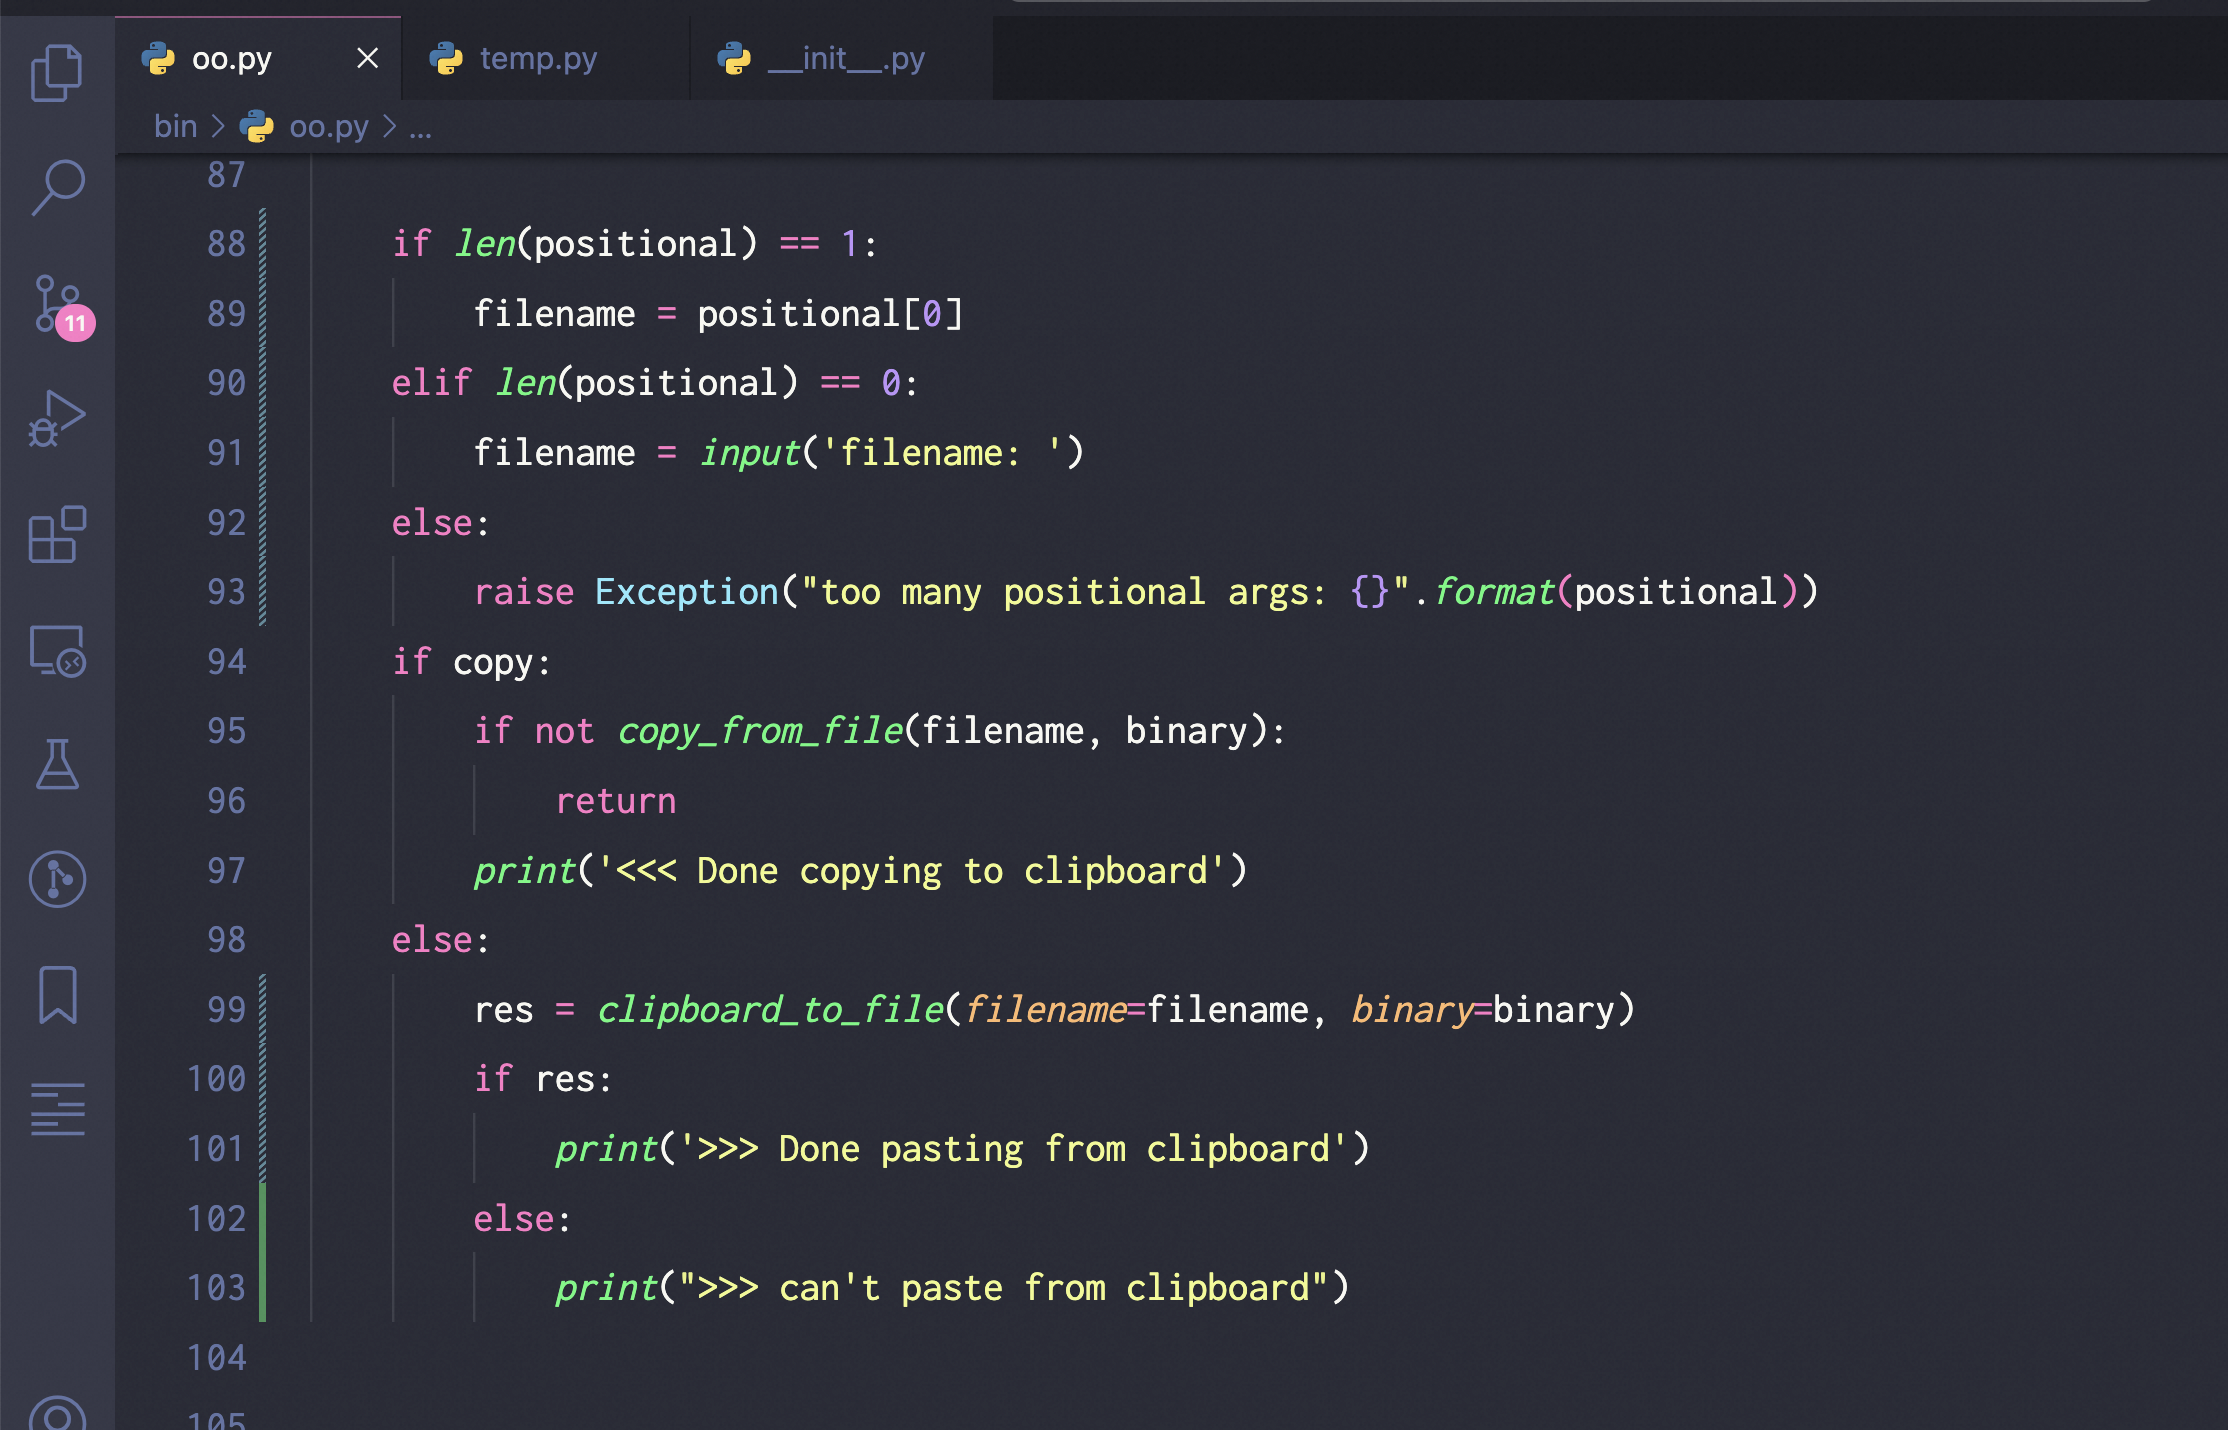 oo.py
temp.py
__init__.py
bin > oo.py > ...
87
88 if len(positional) == 1:
89 filename = positional[0]
11
90 elif len(positional) == 0:
91 filename = input('filename: ')
92 else:
93 raise Exception("too many positional args: {}".format(positional))
94 if copy:
95 if not copy_from_file(filename, binary):
96 return
97 print('<<< Done copying to clipboard')
98 else:
99 res = clipboard_to_file(filename=filename, binary=binary)
100 if res:
101 print('>>> Done pasting from clipboard')
102 else:
103 print(">>> can't paste from clipboard")
104
105